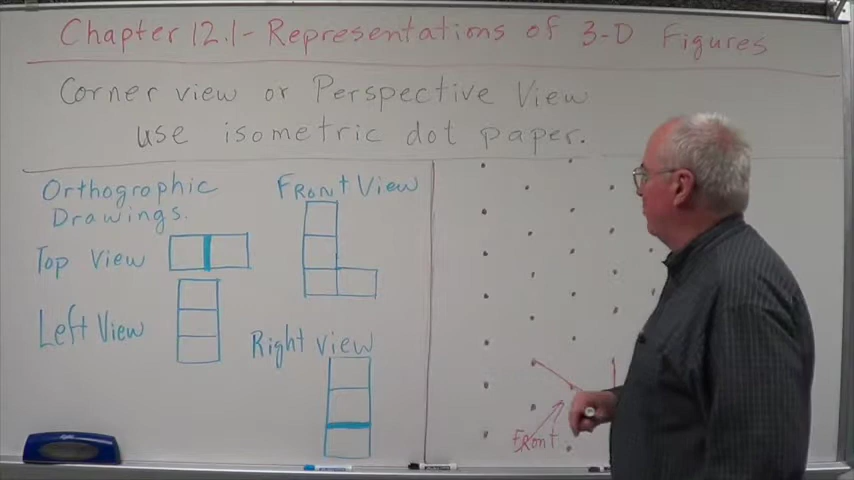 Chapter 12.1- Representations of 3-D Figures
Corner view or Perspective View
use isometric dot paper.
Orthographic
Drawings.
Front View
Top View
Left View
Right View
Front